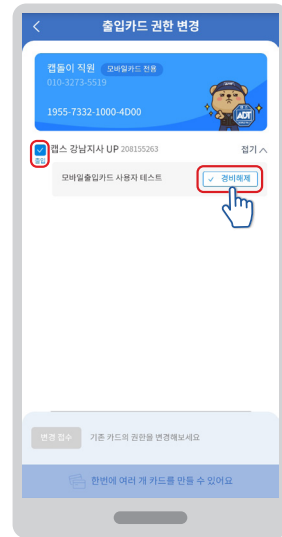 출입카드 권한 변경
캡돌이 직원 모바일카드 전용
010-3273-5519
1955-7332-1000-4D00
ADT
캡스 강남지사 UP 208155263 접기
출입
모바일출입카드 사용자 테스트 경비해제
변경 접수 기존 카드의 권한을 변경해보세요
한번에 여러 개 카드를 만들 수 있어요